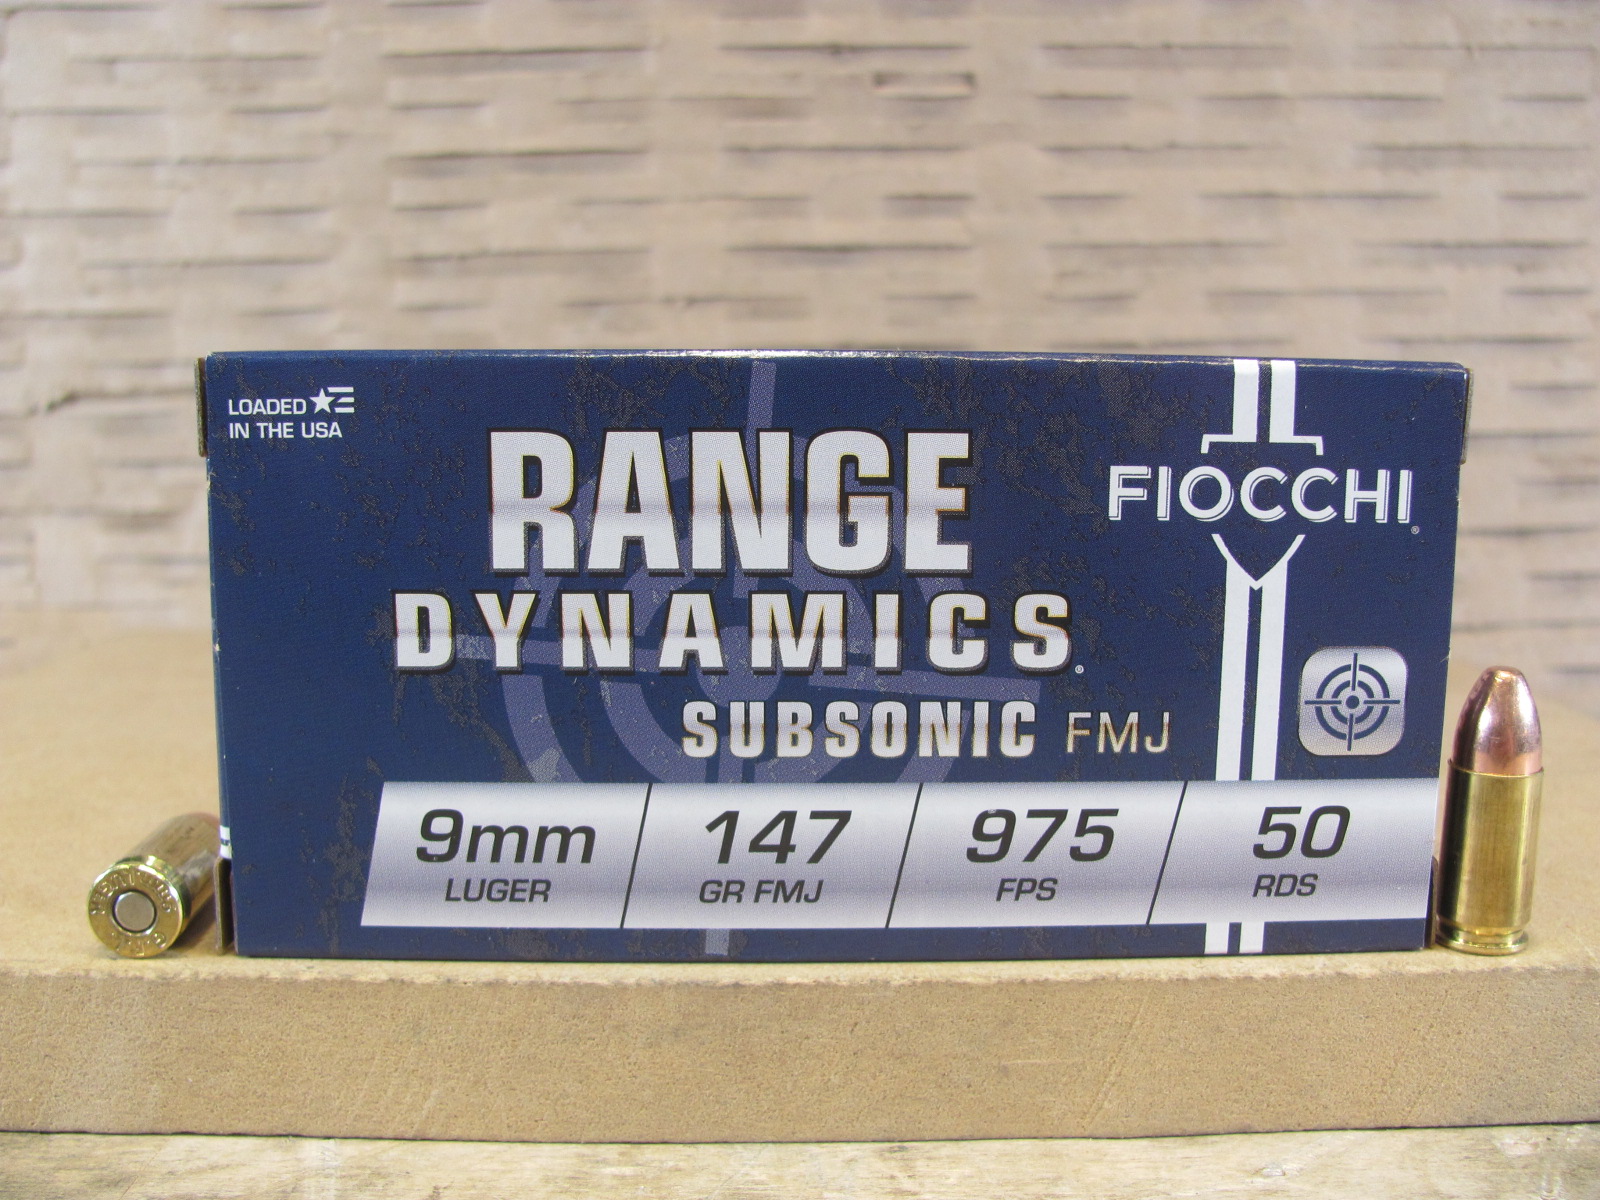 LOADED
IN THE USA
RANGE
DYNAMICS®
SUBSONIC FMJ
FIOCCHI®
9mm 147 975 50
LUGER GR FMJ FPS RDS